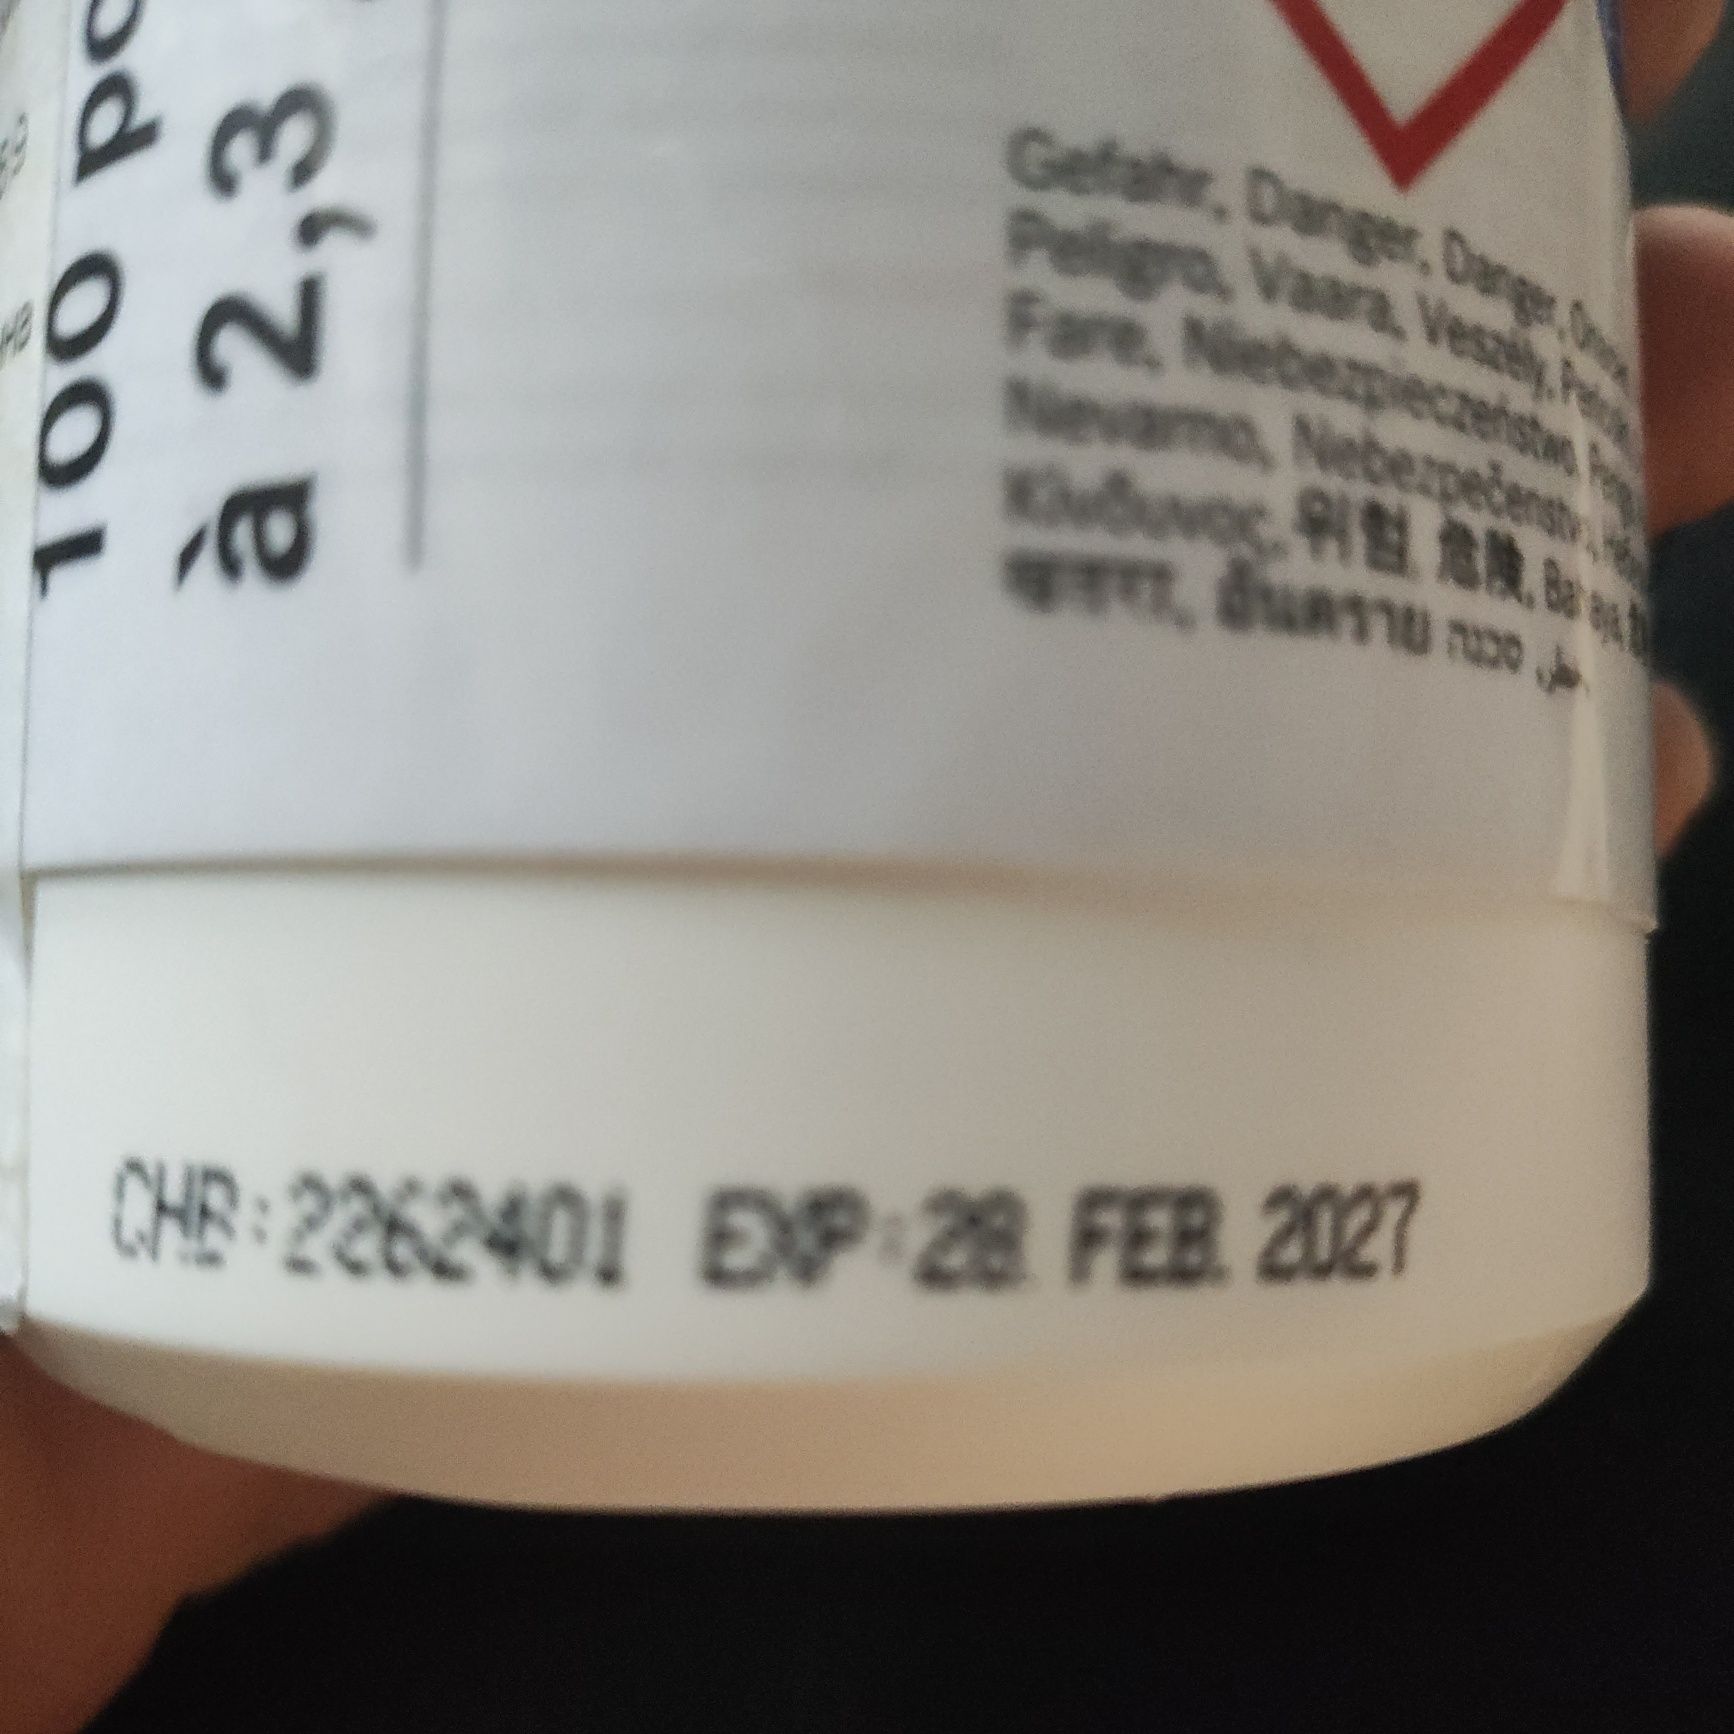 100
à 2,3
Gefahr, Danger, Danger,
Peligro, Vaara, Veszély,
Fare, Niebezpieczeństwo,
Nevarno,
Κίνδυνος, 위험, 危険,
खतरा, อันตราย סכנה
CHB: 2262401 EXP: 28. FEB. 2027